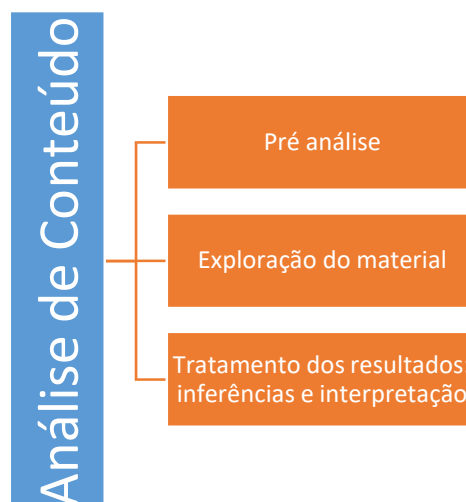 Análise de Conteúdo
Pré análise
Exploração do material
Tratamento dos resultados:
inferências e interpretação